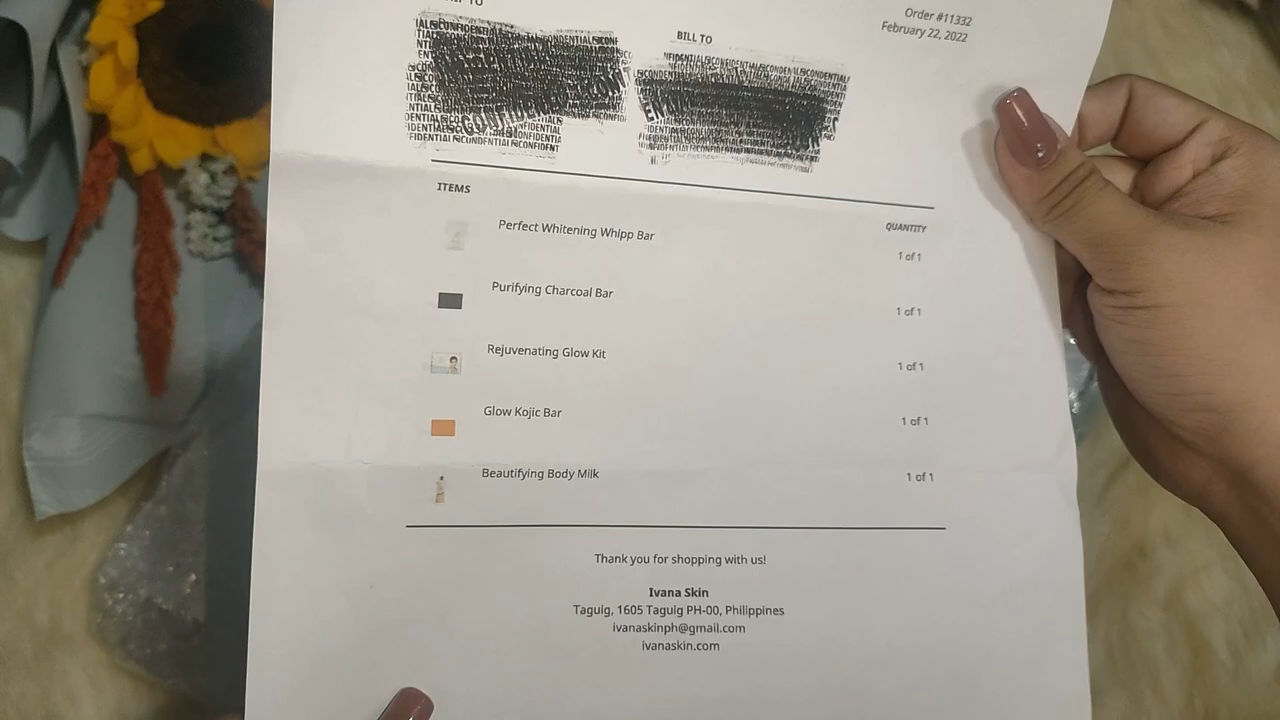 TO
Order #11332
February 22, 2022
BILL TO
ITEMS
QUANTITY
Perfect Whitening Whipp Bar
1 of 1
Purifying Charcoal Bar
1 of 1
Rejuvenating Glow Kit
1 of 1
Glow Kojic Bar
1 of 1
Beautifying Body Milk
1 of 1
Thank you for shopping with us!
Ivana Skin
Taguig, 1605 Taguig PH-00, Philippines
ivanaskinph@gmail.com
ivanaskin.com